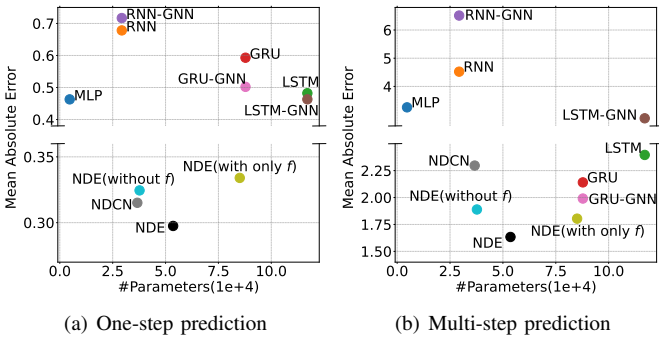 RNN-GNN
RNN
GRU
GRU-GNN
LSTM
MLP
LSTM-GNN
NDE(with only f)
NDE(without f)
NDCN
NDE
0.7
0.6
0.5
0.4
0.35
0.30
Mean Absolute Error
0.0 2.5 5.0 7.5 10.0
#Parameters(1e+4)
(a) One-step prediction
RNN-GNN
RNN
MLP
LSTM-GNN
LSTM
NDCN
GRU
NDE(without f)
GRU-GNN
NDE(with only f)
NDE
6
5
4
2.25
2.00
1.75
1.50
Mean Absolute Error
0.0 2.5 5.0 7.5 10.0
#Parameters(1e+4)
(b) Multi-step prediction